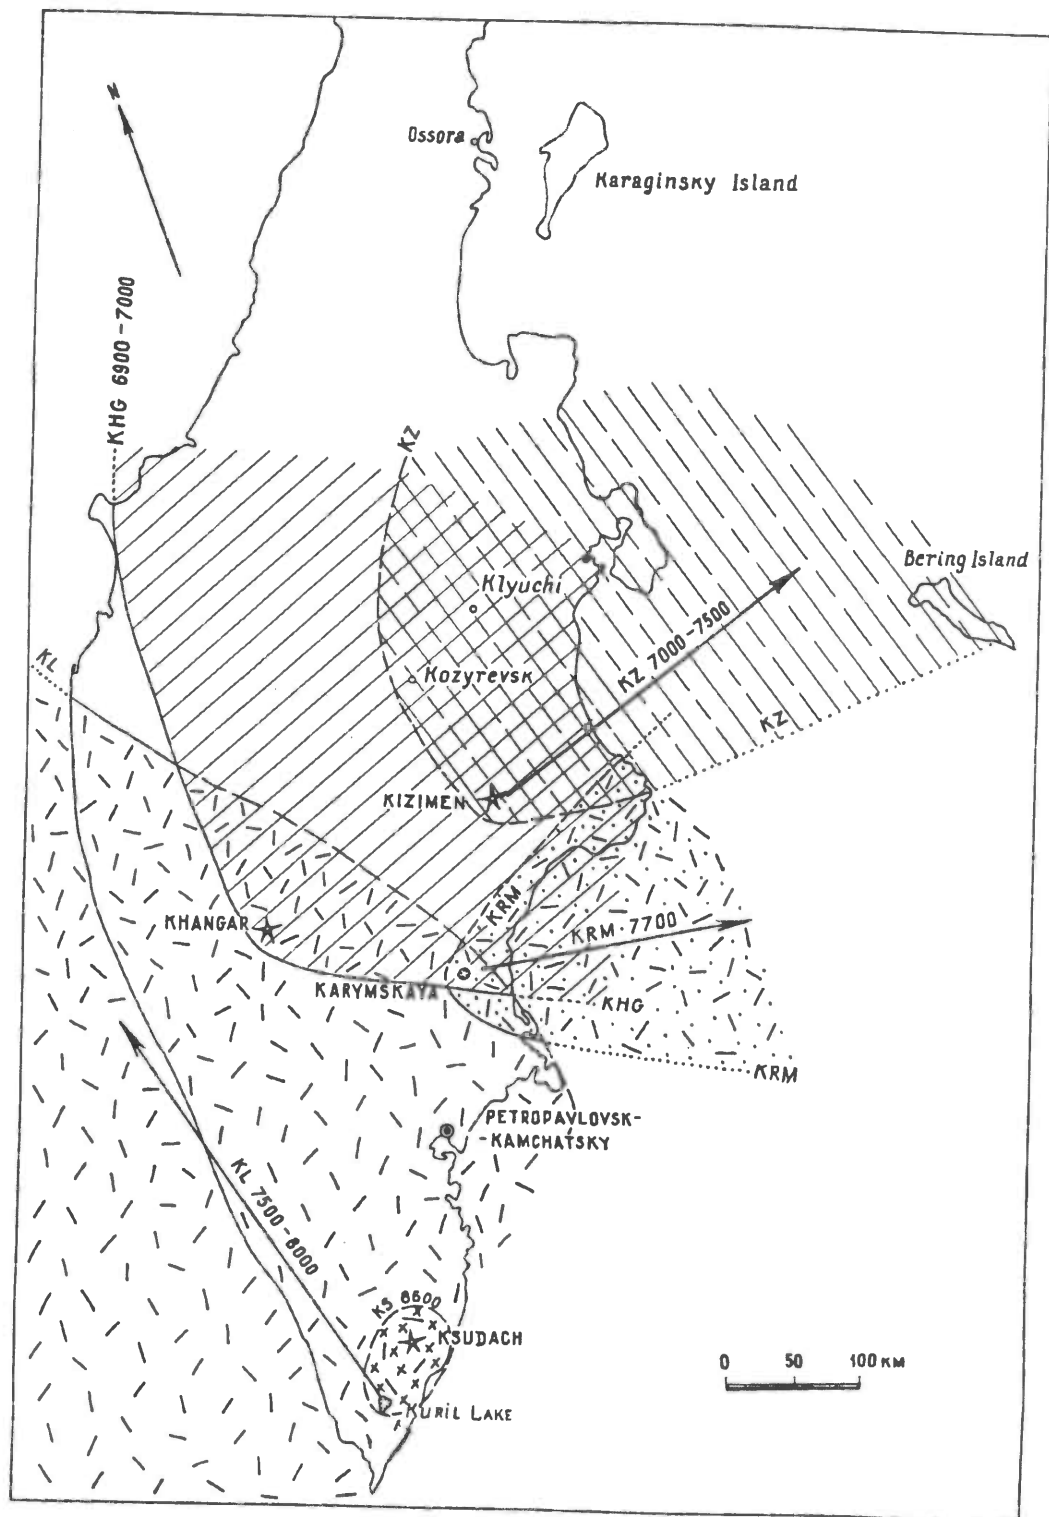 N
Ossora
Karaginsky Island
KHG 6900-7000
KZ
Bering Island
Klyuchi
KZ 7000-7500
KL
Kozyrevsk
KZ
KIZIMEN
KRM
KHANGAR
KRM 7700
KARYMSKAYA
KHG
KRM
PETROPAVLOVSK-
-KAMCHATSKY
KL 7500-8000
KS 6600
KSUDACH
0 50 100 KM
KURIL LAKE